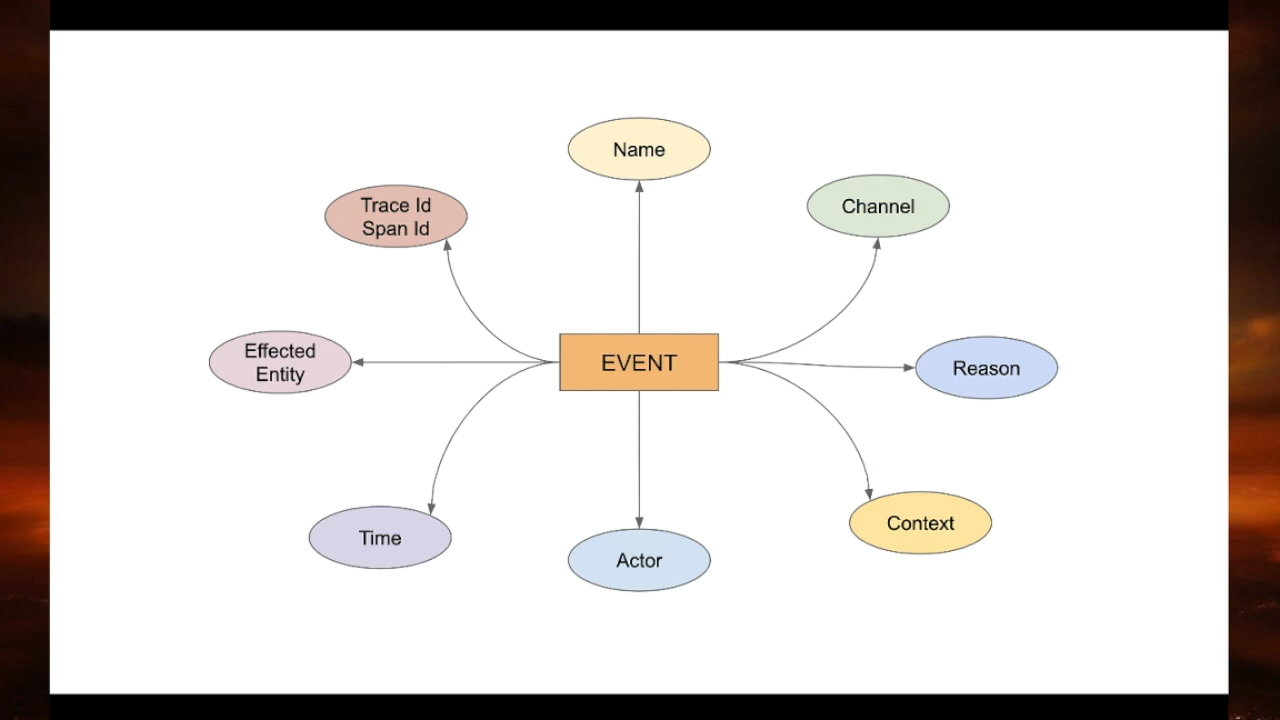 Name
Trace Id
Span Id
Channel
Effected
Entity
EVENT
Reason
Time
Actor
Context